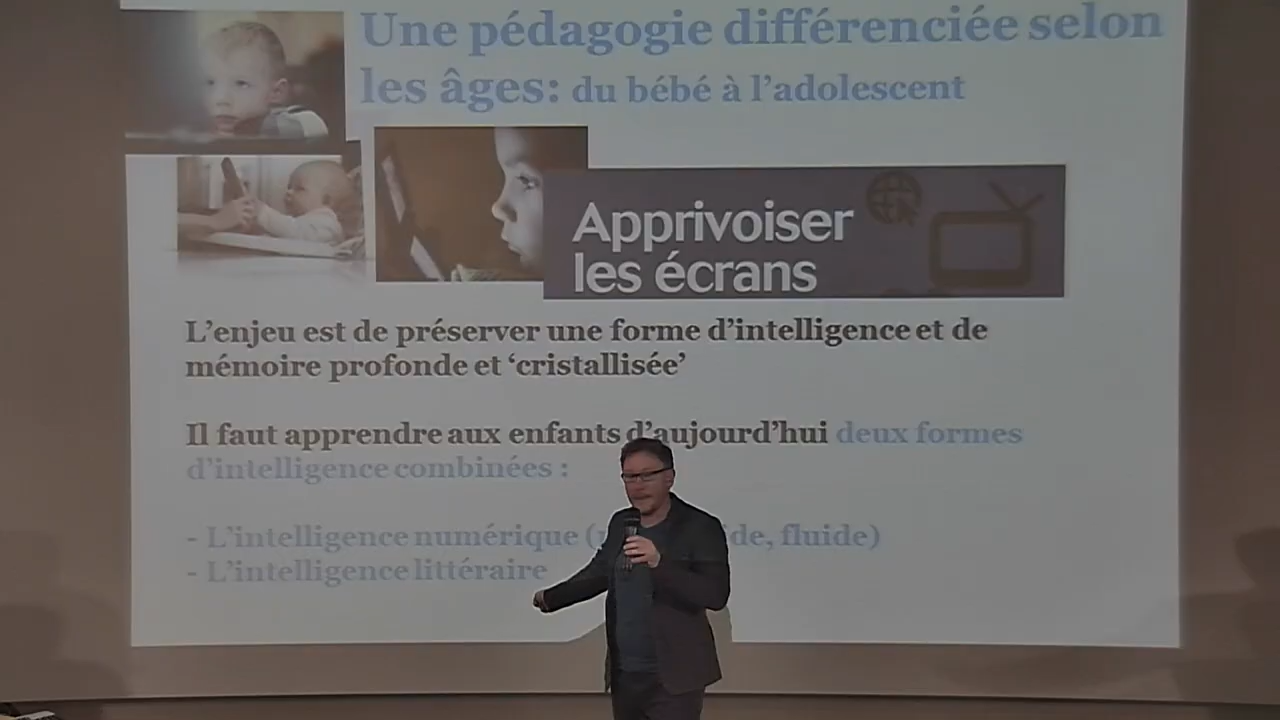 Une pédagogie différenciée selon
les âges: du bébé à l'adolescent
Apprivoiser
les écrans
L'enjeu est de préserver une forme d'intelligence et de
mémoire profonde et 'cristallisée'
Il faut apprendre aux enfants d'aujourd'hui deux formes
d'intelligence combinées :
- L'intelligence numérique ( de, fluide)
- L'intelligence littéraire